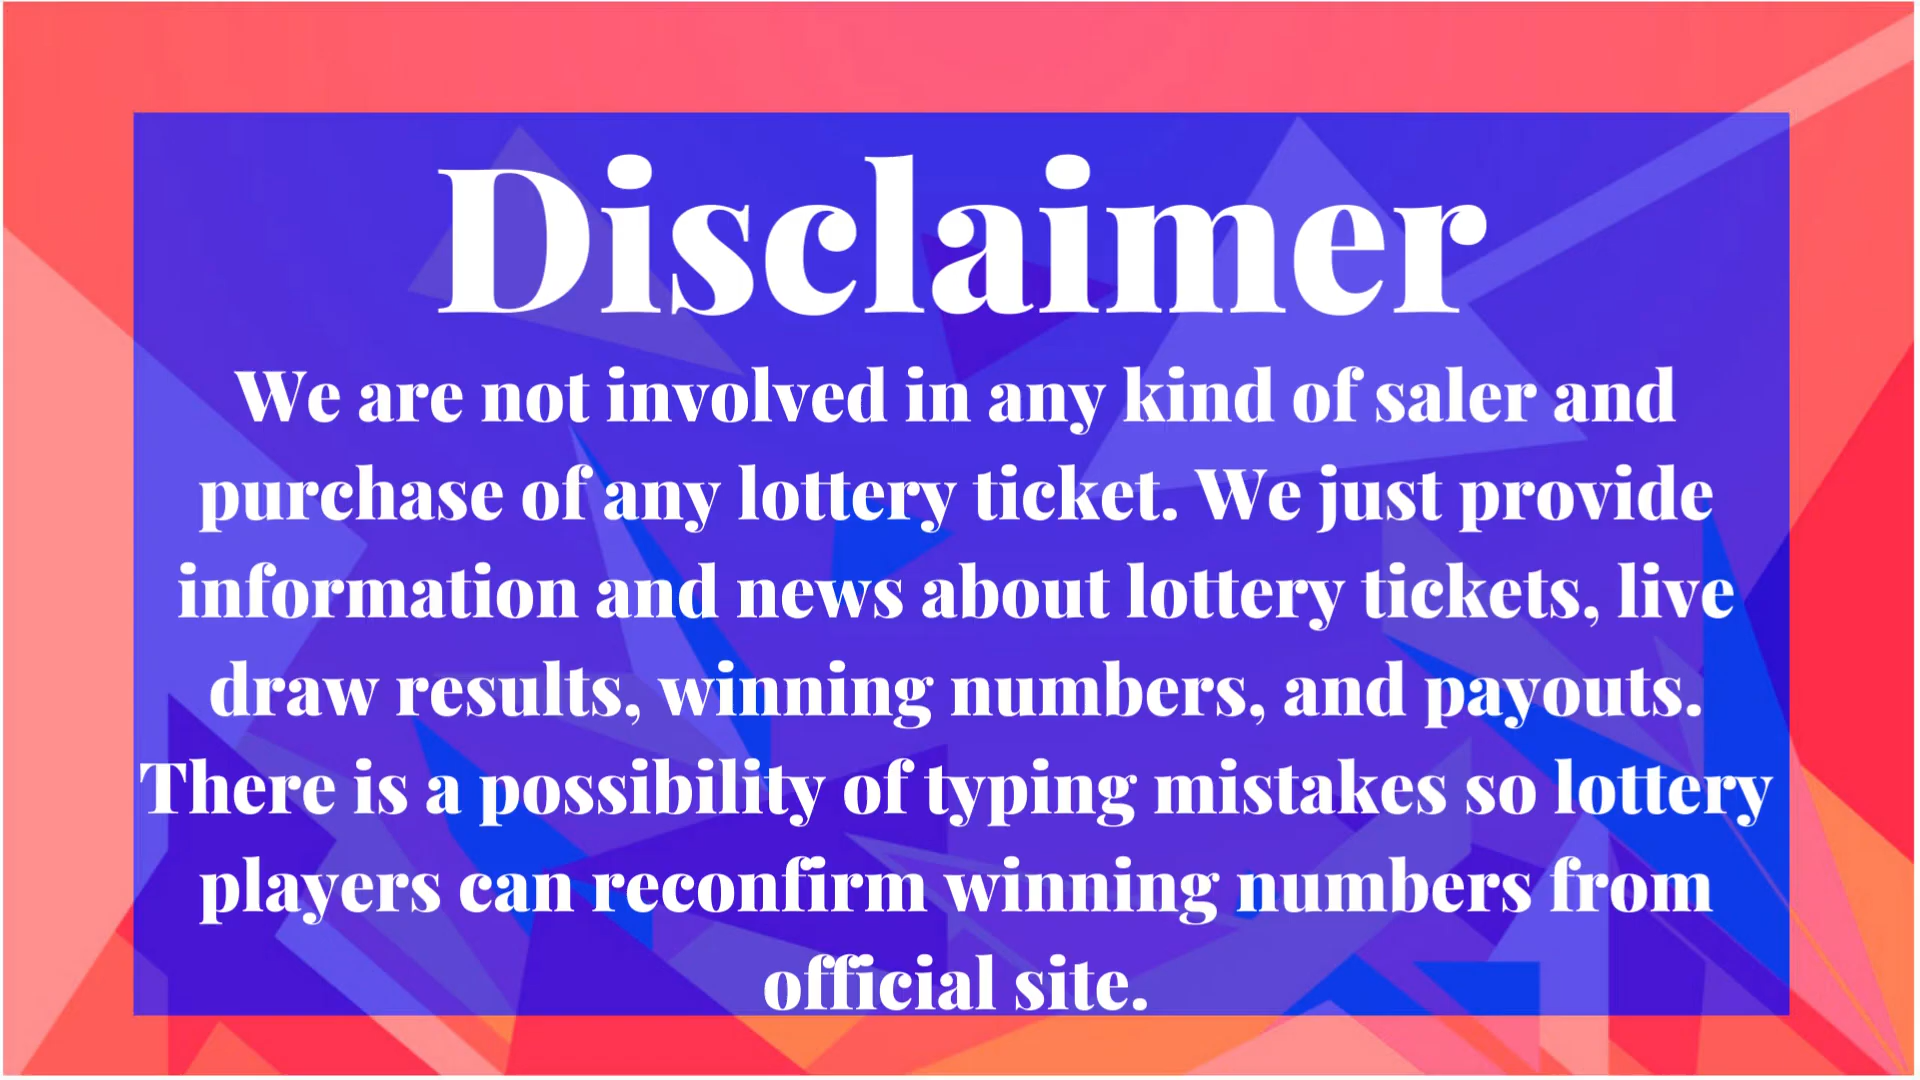 Disclaimer
We are not involved in any kind of saler and
purchase of any lottery ticket. We just provide
information and news about lottery tickets, live
draw results, winning numbers, and payouts.
There is a possibility of typing mistakes so lottery
players can reconfirm winning numbers from
official site.